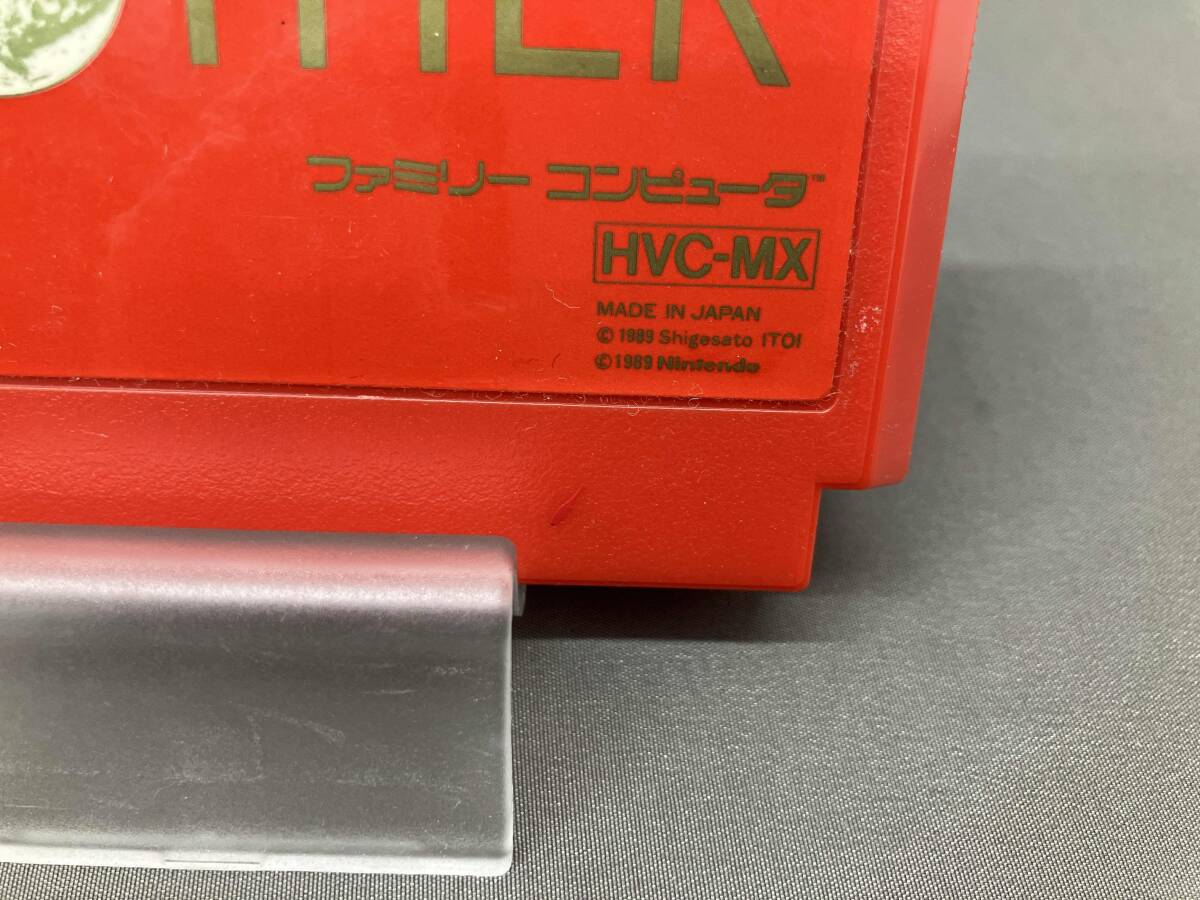 OTHER
ファミリー コンピュータ™
HVC-MX
MADE IN JAPAN
© 1989 Shigesato ITOI
© 1989 Nintendo